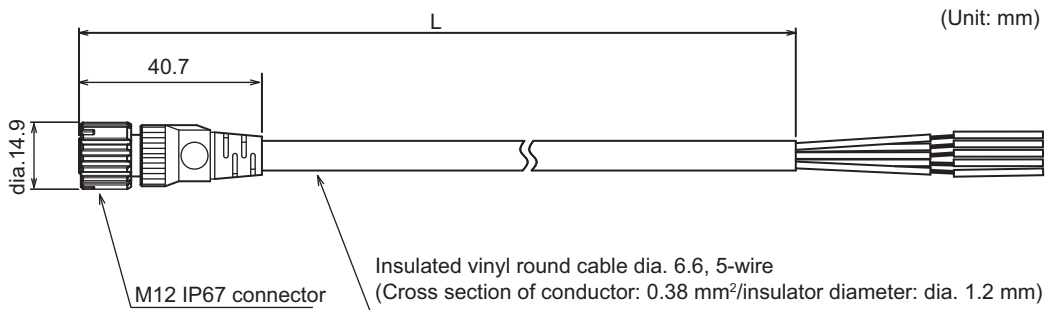 (Unit: mm)
L
40.7
dia.14.9
Insulated vinyl round cable dia. 6.6, 5-wire
(Cross section of conductor: 0.38 mm²/insulator diameter: dia. 1.2 mm)
M12 IP67 connector